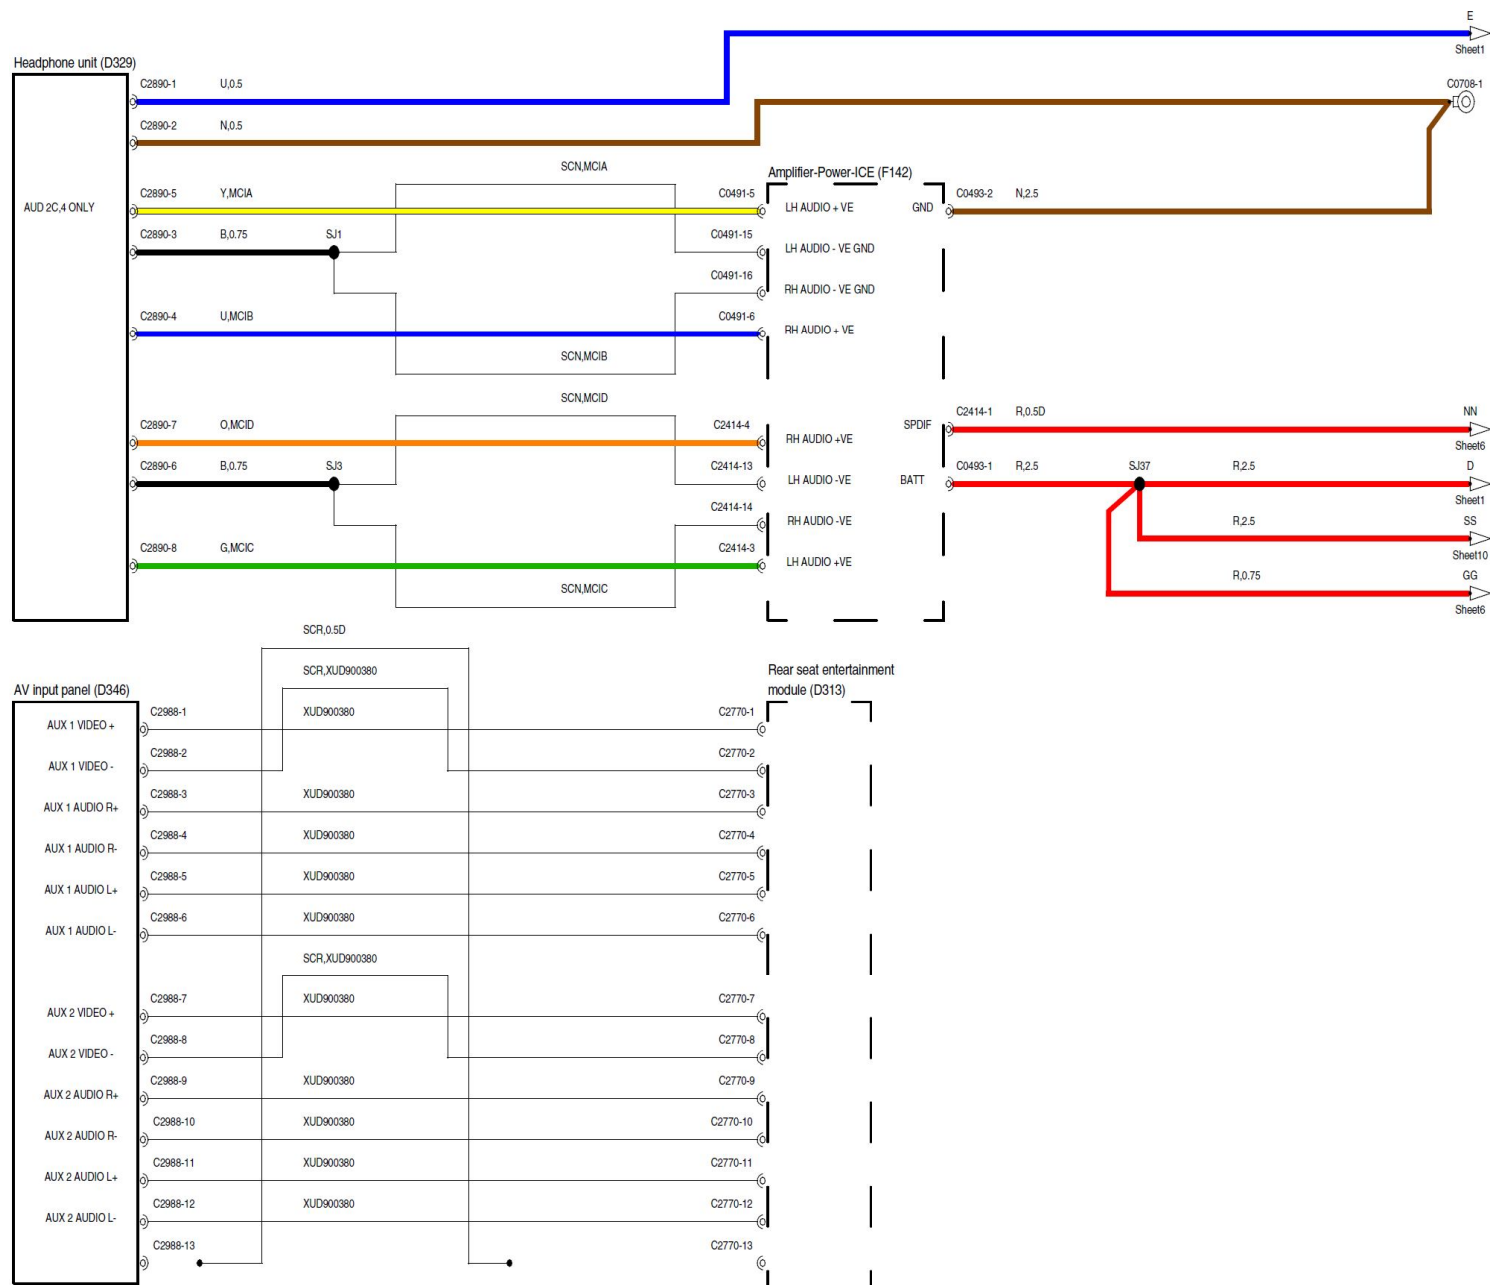 E
Sheet1
Headphone unit (D329)
C2890-1 U,0.5
C0708-1
C2890-2 N,0.5
SCN,MCIA
Amplifier-Power-ICE (F142)
C2890-5 Y,MCIA C0491-5 C0493-2 N,2.5
AUD 2C,4 ONLY LH AUDIO + VE GND
C2890-3 B,0.75 SJ1 C0491-15
LH AUDIO - VE GND
C0491-16
RH AUDIO - VE GND
C2890-4 U,MCIB C0491-6
RH AUDIO + VE
SCN,MCIB
SCN,MCID
C2414-1 R,0.5D NN
C2890-7 O,MCID C2414-4 SPDIF
RH AUDIO +VE
Sheet6
C2890-6 B,0.75 SJ3 C2414-13 C0493-1 R,2.5 SJ37 R,2.5 D
LH AUDIO -VE BATT
Sheet1
C2414-14
RH AUDIO -VE R,2.5 SS
C2890-8 G,MCIC C2414-3
Sheet10
LH AUDIO +VE
R,0.75 GG
SCN,MCIC
Sheet6
SCR,0.5D
SCR,XUD900380
Rear seat entertainment
AV input panel (D346) module (D313)
C2988-1 XUD900380 C2770-1
AUX 1 VIDEO +
C2988-2 C2770-2
AUX 1 VIDEO -
C2988-3 XUD900380 C2770-3
AUX 1 AUDIO R+
C2988-4 XUD900380 C2770-4
AUX 1 AUDIO R-
C2988-5 XUD900380 C2770-5
AUX 1 AUDIO L+
C2988-6 XUD900380 C2770-6
AUX 1 AUDIO L-
SCR,XUD900380
C2988-7 XUD900380 C2770-7
AUX 2 VIDEO +
C2988-8 C2770-8
AUX 2 VIDEO -
C2988-9 XUD900380 C2770-9
AUX 2 AUDIO R+
C2988-10 XUD900380 C2770-10
AUX 2 AUDIO R-
C2988-11 XUD900380 C2770-11
AUX 2 AUDIO L+
C2988-12 XUD900380 C2770-12
AUX 2 AUDIO L-
C2988-13 C2770-13